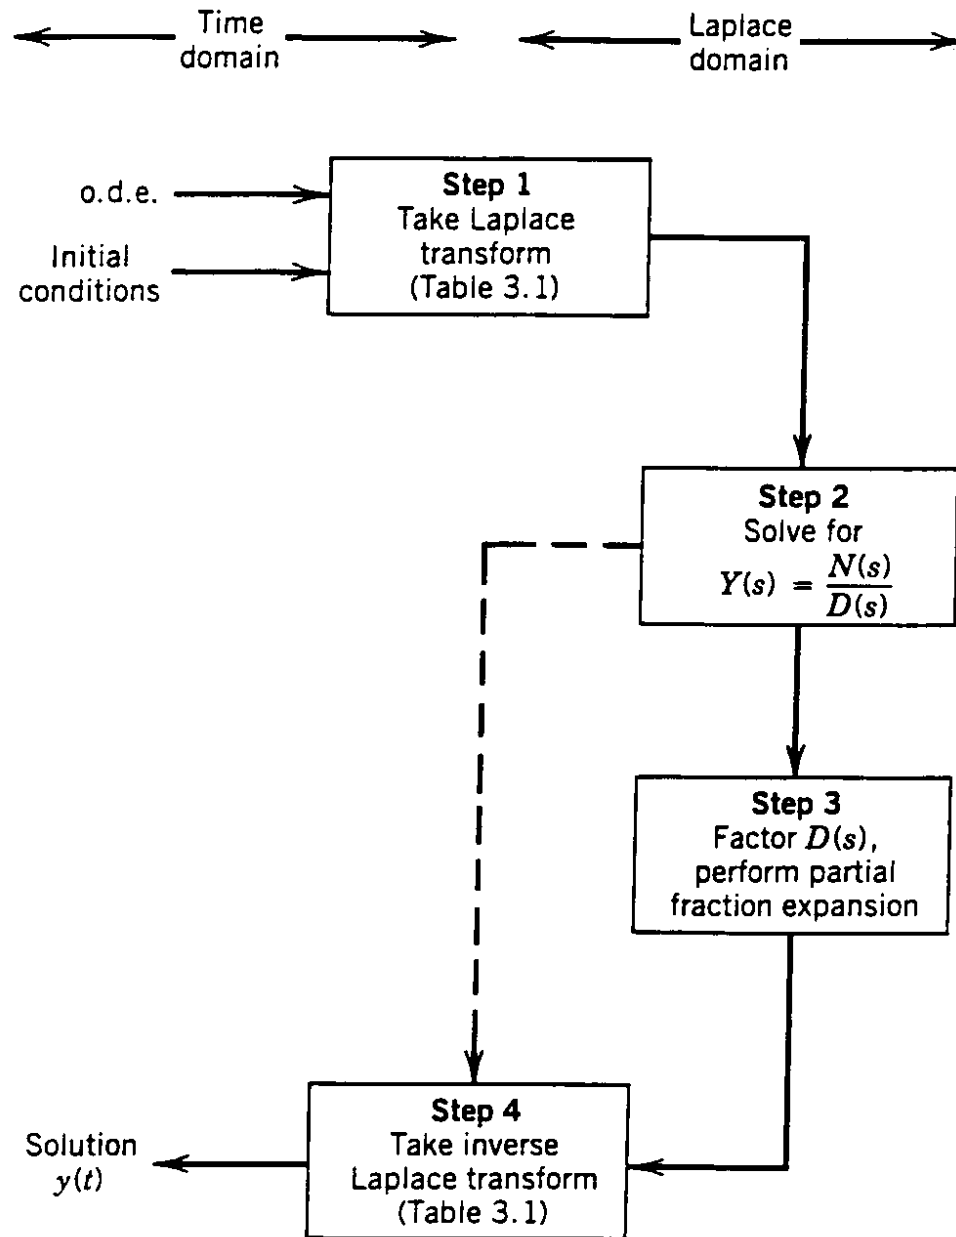 Time
domain
Laplace
domain
o.d.e.
Initial
conditions
Step 1
Take Laplace
transform
(Table 3.1)
Step 2
Solve for
Y(s) = N(s)/D(s)
Step 3
Factor D(s),
perform partial
fraction expansion
Step 4
Take inverse
Laplace transform
(Table 3.1)
Solution
y(t)